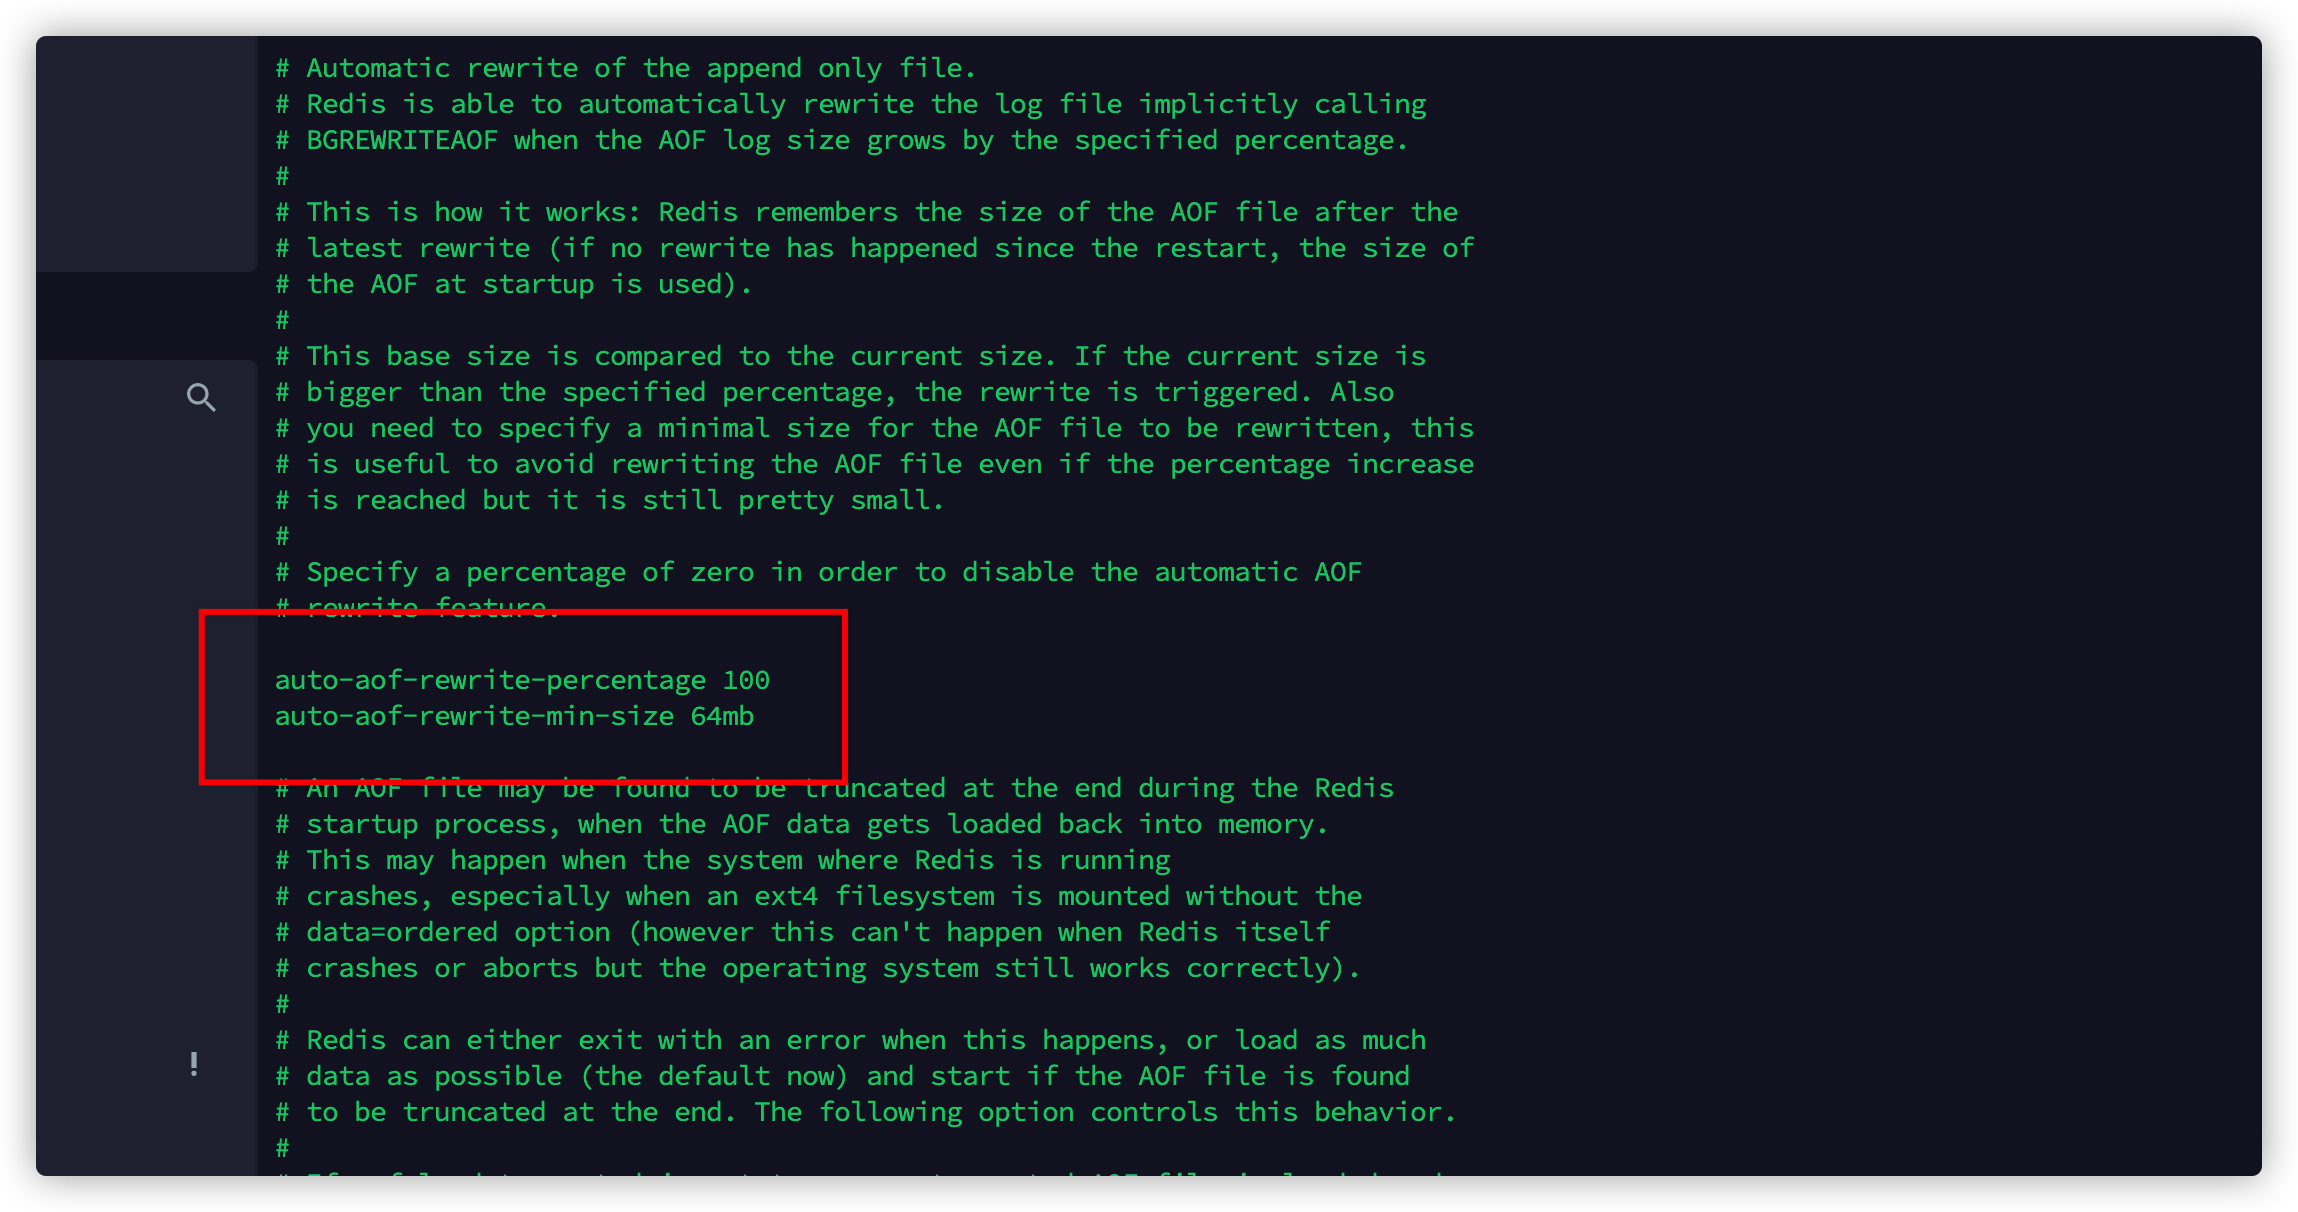 # Automatic rewrite of the append only file.
# Redis is able to automatically rewrite the log file implicitly calling
# BGREWRITEAOF when the AOF log size grows by the specified percentage.
#
# This is how it works: Redis remembers the size of the AOF file after the
# latest rewrite (if no rewrite has happened since the restart, the size of
# the AOF at startup is used).
#
# This base size is compared to the current size. If the current size is
# bigger than the specified percentage, the rewrite is triggered. Also
# you need to specify a minimal size for the AOF file to be rewritten, this
# is useful to avoid rewriting the AOF file even if the percentage increase
# is reached but it is still pretty small.
#
# Specify a percentage of zero in order to disable the automatic AOF
# rewrite feature.
auto-aof-rewrite-percentage 100
auto-aof-rewrite-min-size 64mb
# An AOF file may be found to be truncated at the end during the Redis
# startup process, when the AOF data gets loaded back into memory.
# This may happen when the system where Redis is running
# crashes, especially when an ext4 filesystem is mounted without the
# data=ordered option (however this can't happen when Redis itself
# crashes or aborts but the operating system still works correctly).
#
# Redis can either exit with an error when this happens, or load as much
# data as possible (the default now) and start if the AOF file is found
# to be truncated at the end. The following option controls this behavior.
#